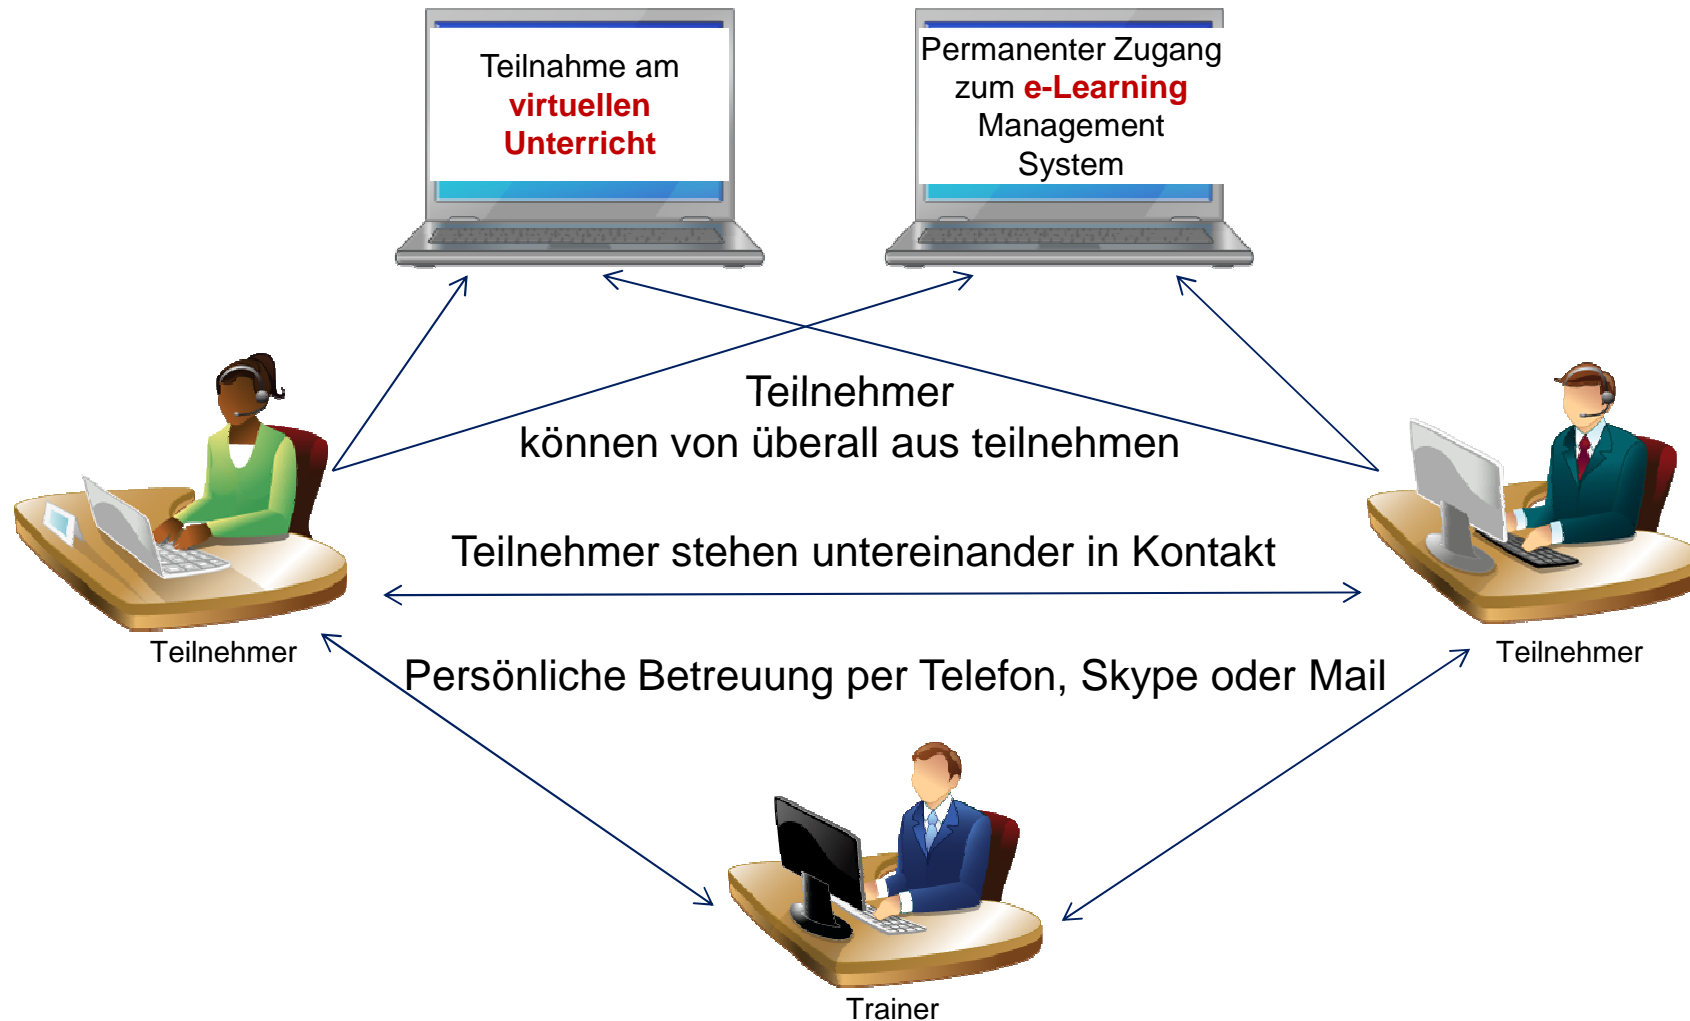 Teilnahme am
virtuellen
Unterricht
Permanenter Zugang
zum e-Learning
Management
System
Teilnehmer
können von überall aus teilnehmen
Teilnehmer stehen untereinander in Kontakt
Teilnehmer
Teilnehmer
Persönliche Betreuung per Telefon, Skype oder Mail
Trainer